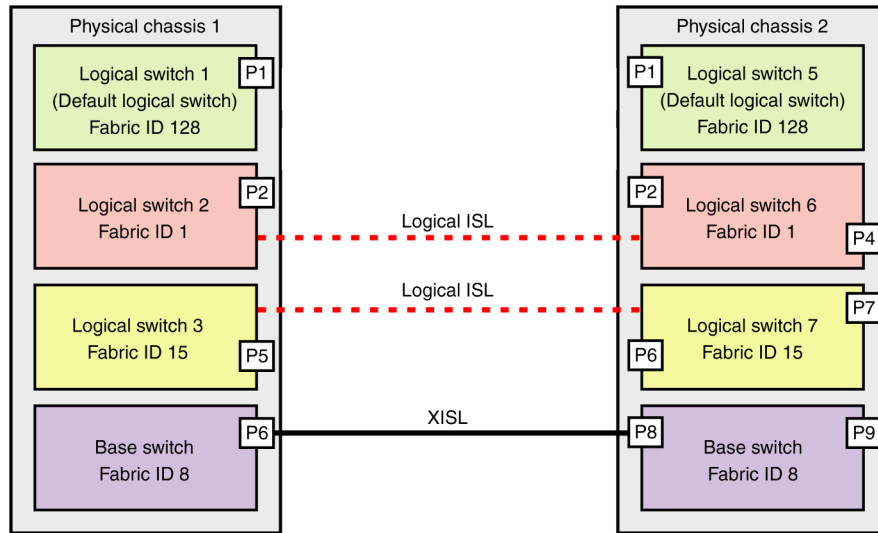 Physical chassis 1
Logical switch 1
(Default logical switch)
Fabric ID 128
P1
Logical switch 2
Fabric ID 1
P2
Logical switch 3
Fabric ID 15
P5
Base switch
Fabric ID 8
P6
Logical ISL
Logical ISL
XISL
Physical chassis 2
P1
Logical switch 5
(Default logical switch)
Fabric ID 128
P2
Logical switch 6
Fabric ID 1
P4
P7
Logical switch 7
Fabric ID 15
P6
P8
Base switch
Fabric ID 8
P9